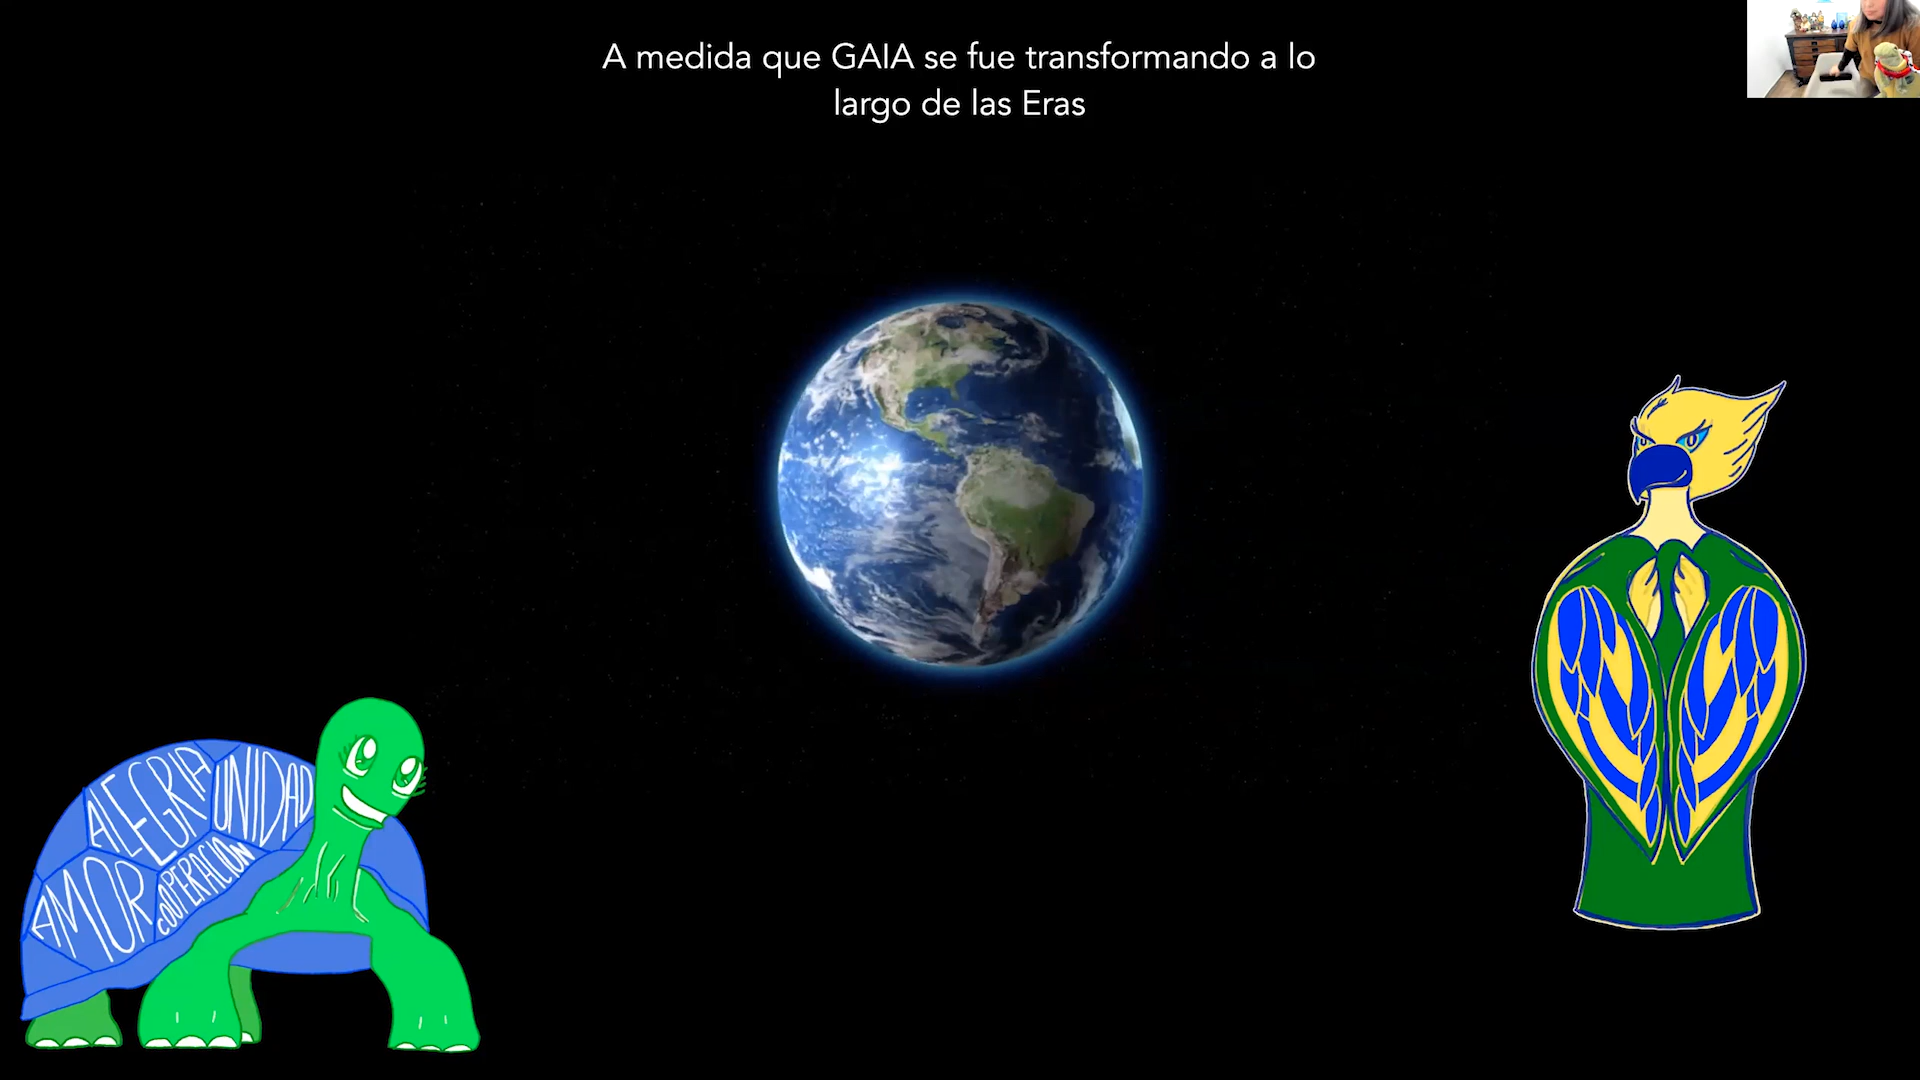 A medida que GAIA se fue transformando a lo
largo de las Eras
ALEGRIA
UNIDAD
AMOR
COOPERACION